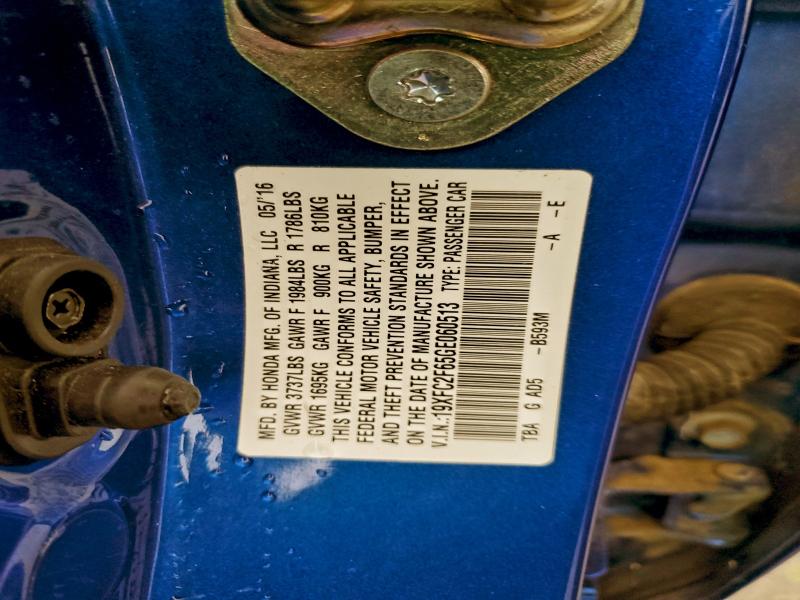 MFD. BY HONDA MFG. OF INDIANA, LLC 05/'16
GVWR 3737LBS GAWR F 1984LBS R 1786LBS
GVWR 1695KG GAWR F 900KG R 810KG
THIS VEHICLE CONFORMS TO ALL APPLICABLE
FEDERAL MOTOR VEHICLE SAFETY, BUMPER,
AND THEFT PREVENTION STANDARDS IN EFFECT
ON THE DATE OF MANUFACTURE SHOWN ABOVE.
V.I.N.:19XFC2F65GE060513 TYPE: PASSENGER CAR
TBA G AD5 -B593M -A -E